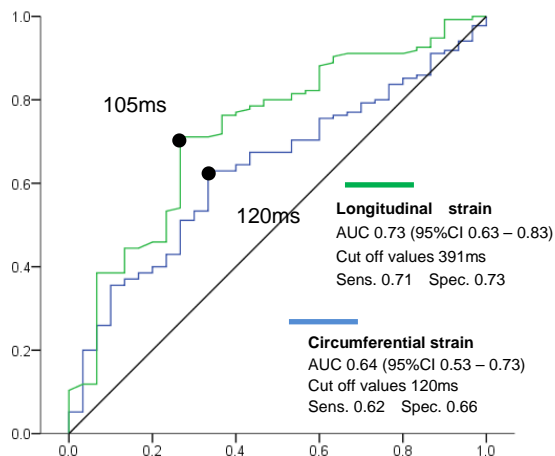 1.0
0.8
105ms
0.6
120ms
Longitudinal strain
AUC 0.73 (95%CI 0.63 – 0.83)
Cut off values 391ms
Sens. 0.71 Spec. 0.73
0.4
Circumferential strain
AUC 0.64 (95%CI 0.53 – 0.73)
Cut off values 120ms
Sens. 0.62 Spec. 0.66
0.2
0.0
0.0 0.2 0.4 0.6 0.8 1.0